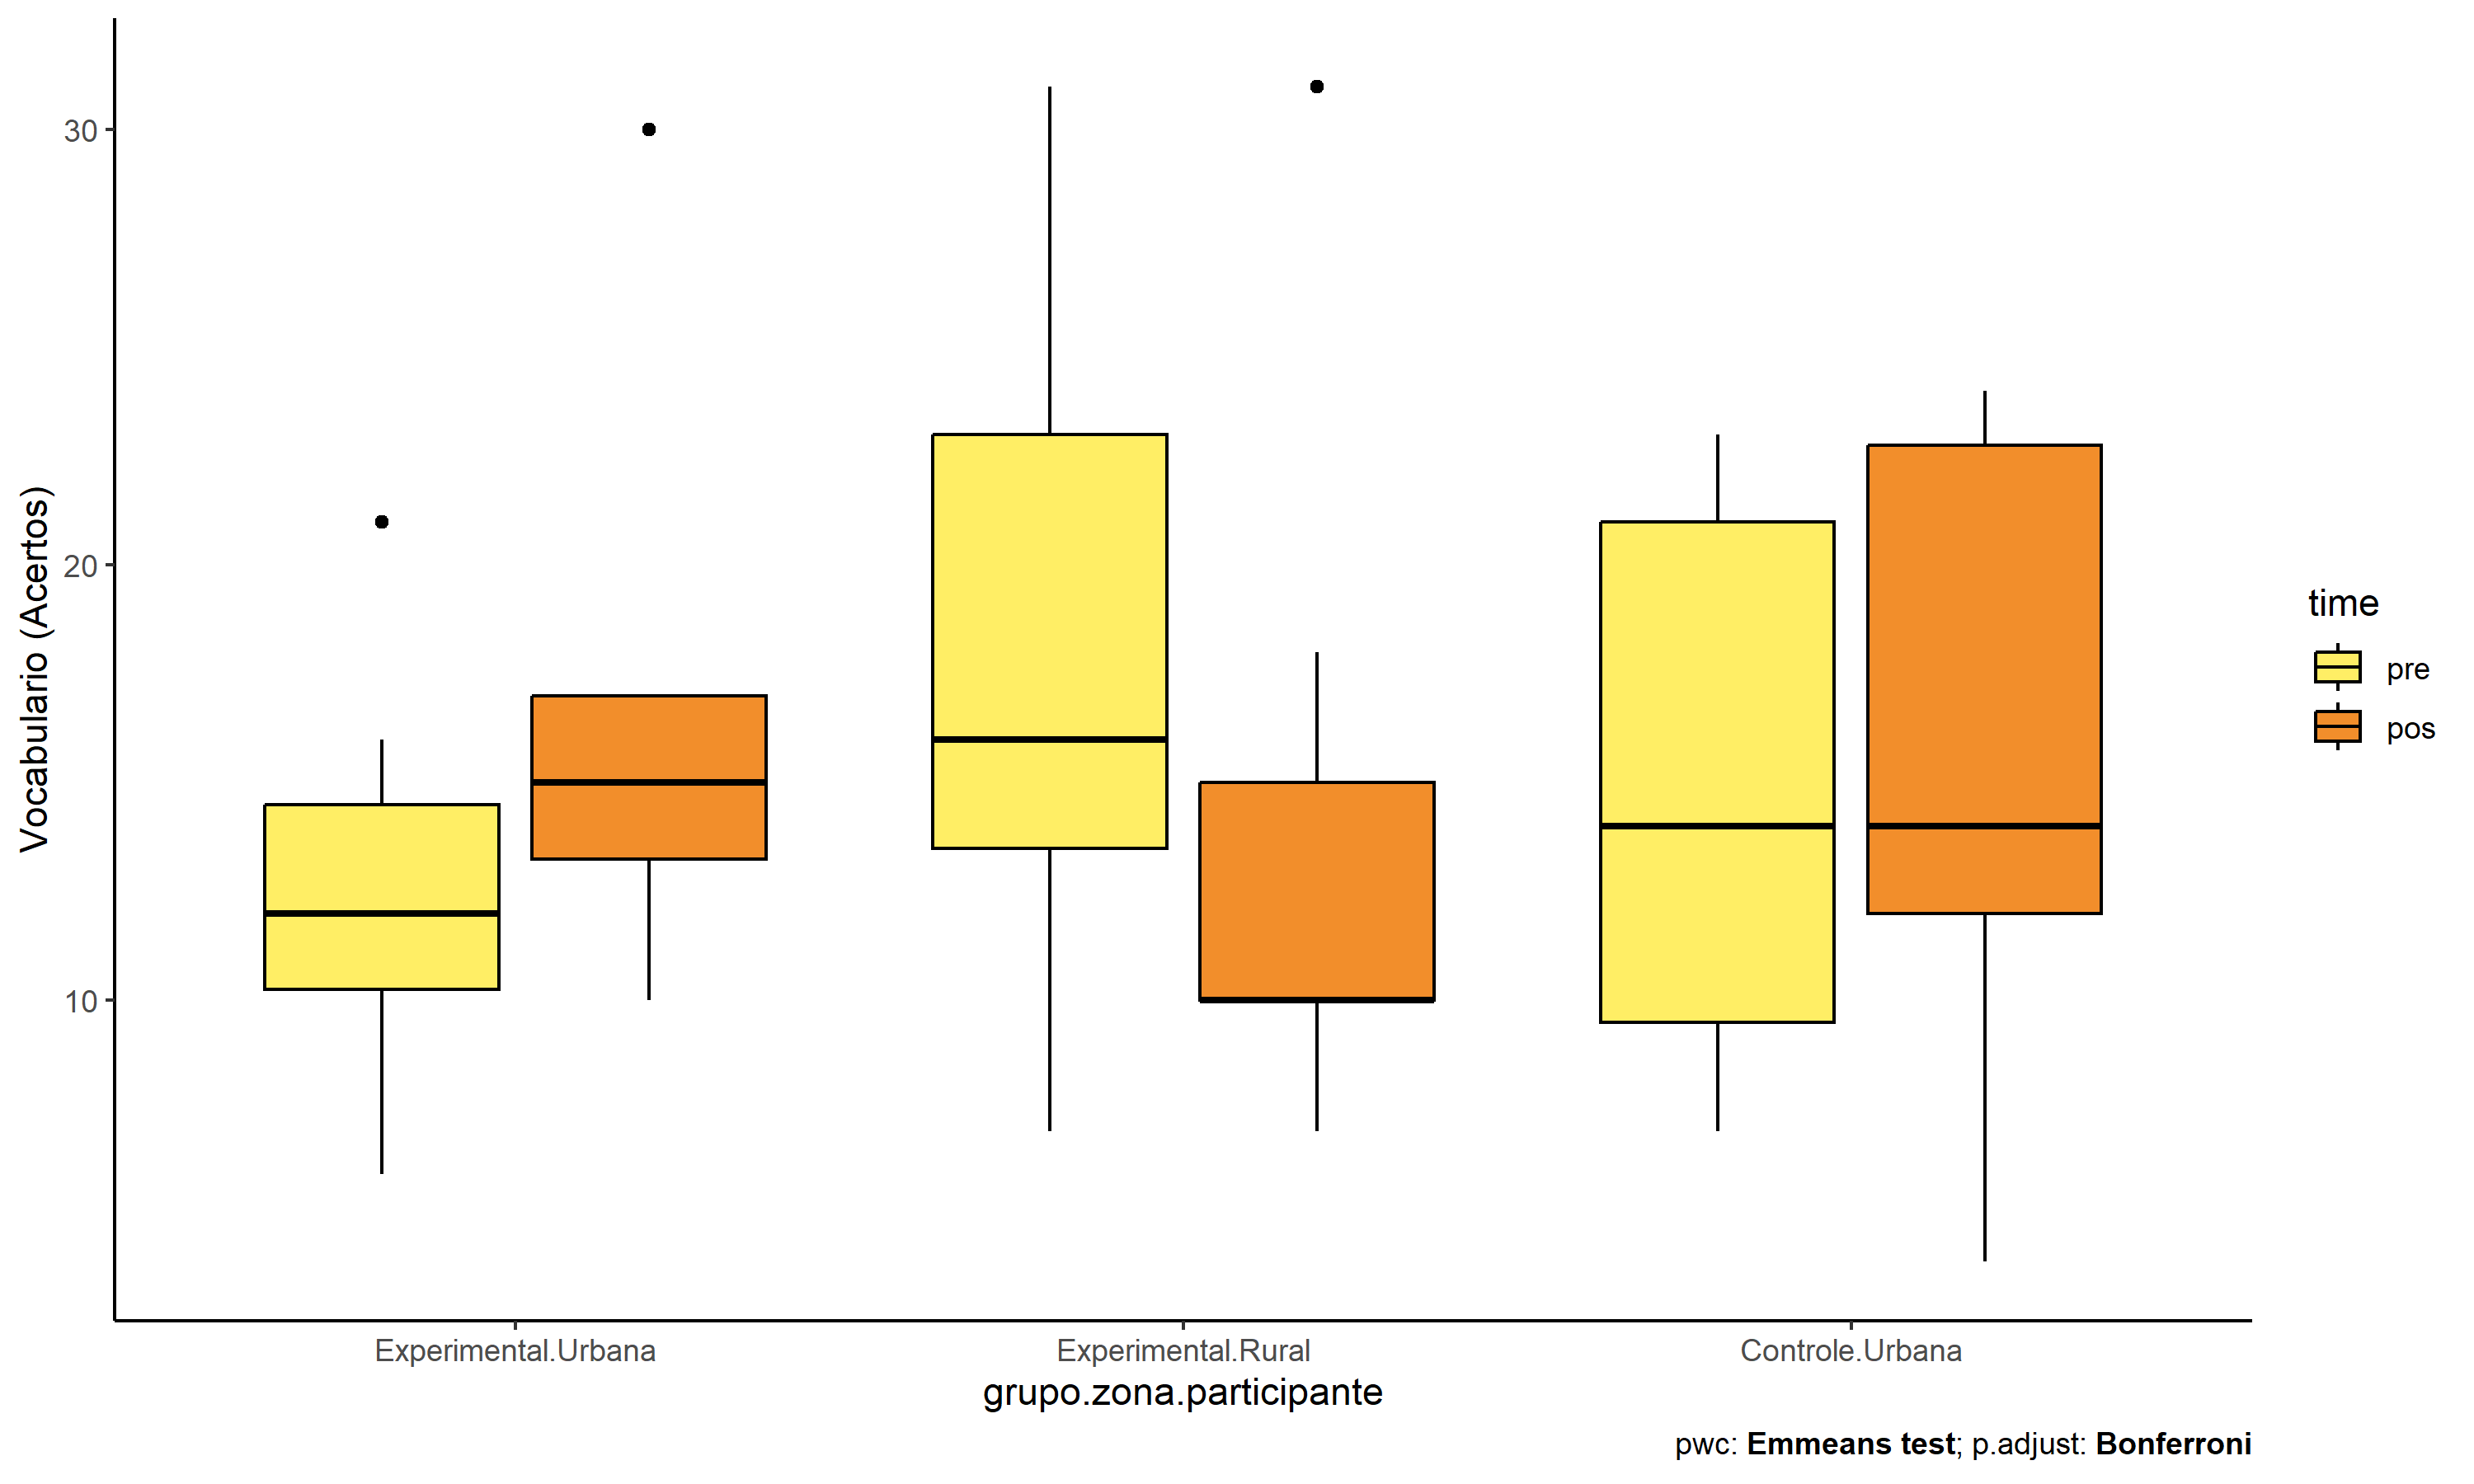 Vocabulario (Acertos)
30
20
10
Experimental.Urbana
Experimental.Rural
Controle.Urbana
grupo.zona.participante
time
pre
pos
pwc: Emmeans test; p.adjust: Bonferroni